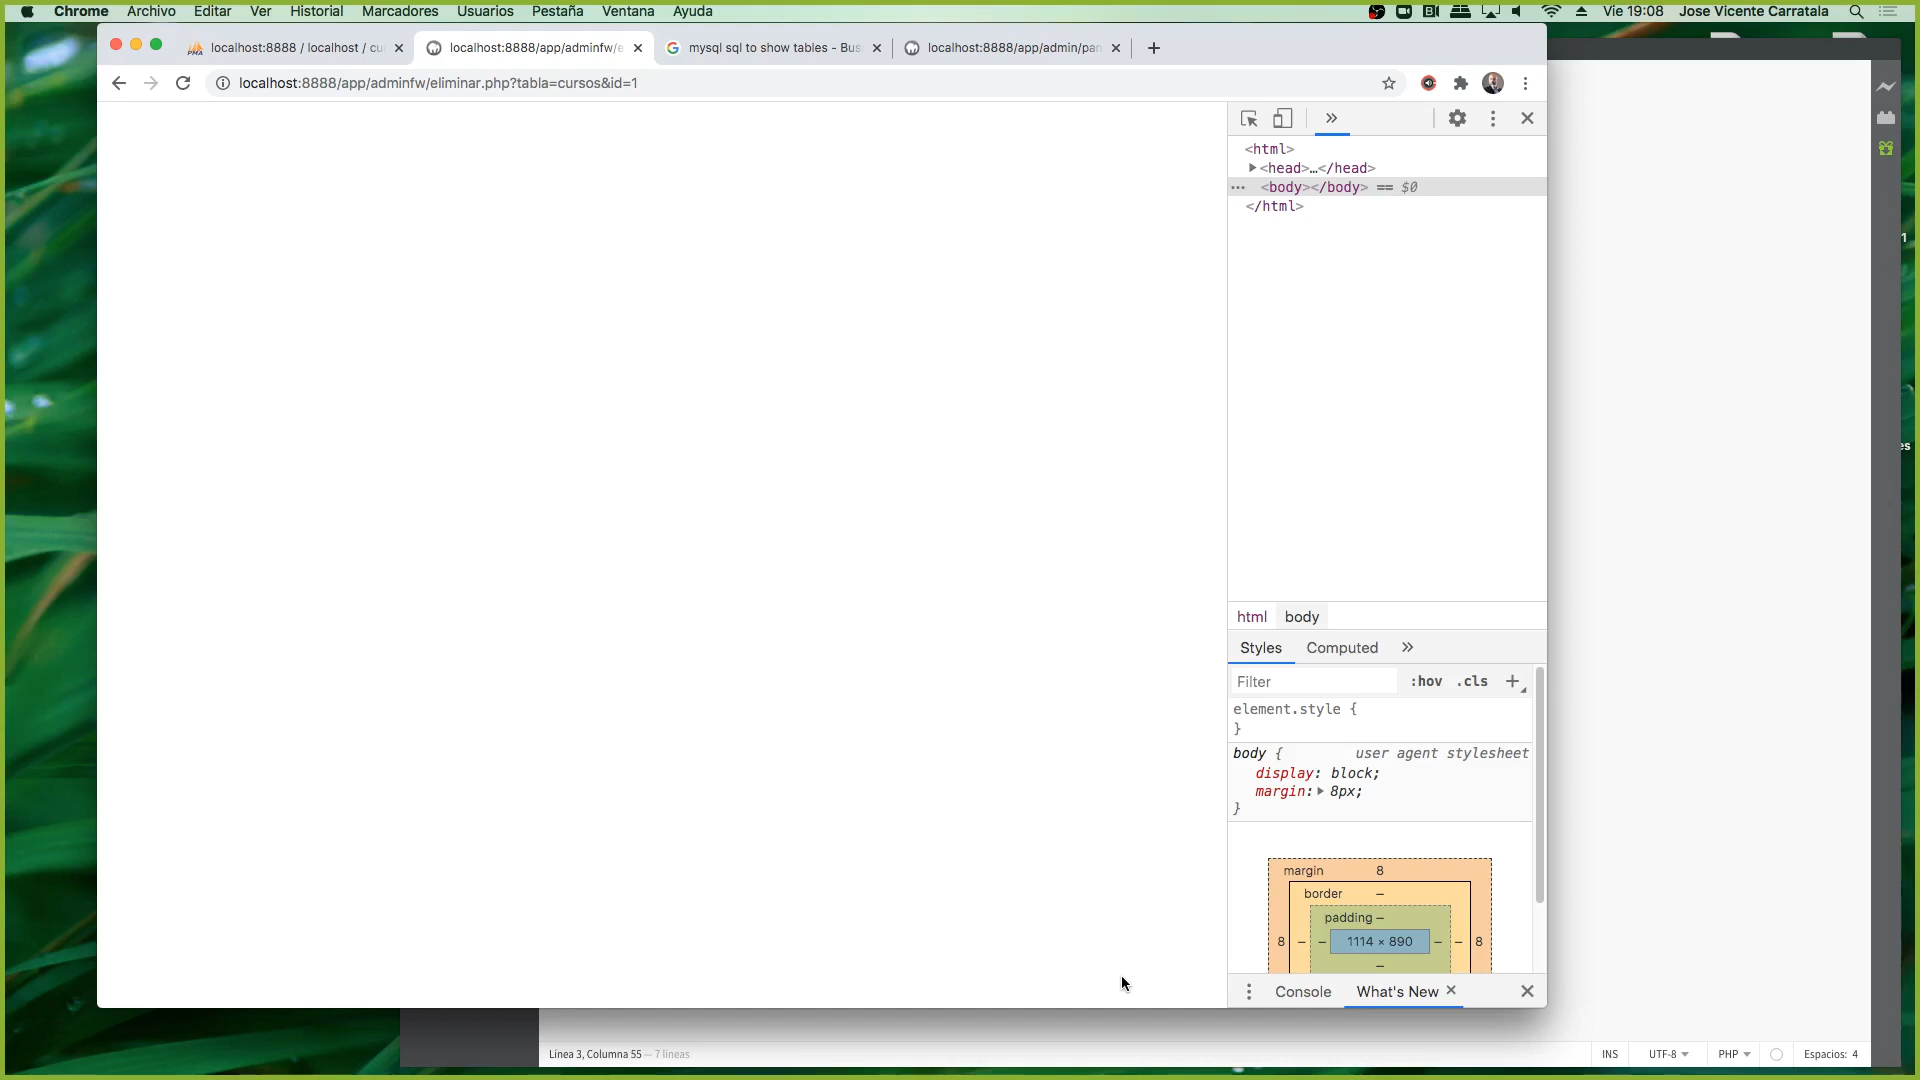 Chrome Archivo Editar Ver Historial Marcadores Usuarios Pestaña Ventana Ayuda Vie 19:08 Jose Vicente Carratala
localhost:8888 / localhost / cu localhost:8888/app/adminfw/e mysql sql to show tables - Bus localhost:8888/app/admin/pan
localhost:8888/app/adminfw/eliminar.php?tabla=cursos&id=1
<html>
<head>…</head>
<body></body> == $0
</html>
html body
Styles Computed
Filter :hov .cls
element.style {
}
body { user agent stylesheet
display: block;
margin: 8px;
}
margin 8
border –
padding –
8 – – 1114 × 890 – – 8
–
Console What's New
Línea 3, Columna 55 — 7 líneas INS UTF-8 PHP Espacios: 4